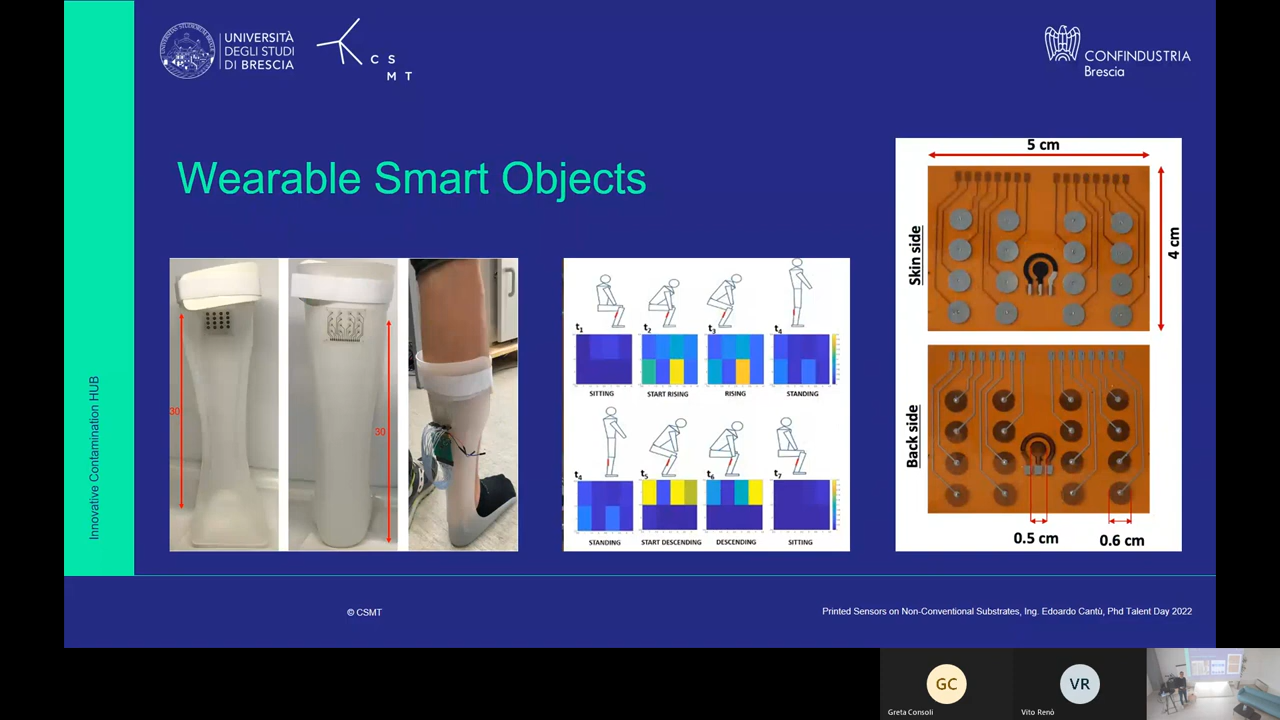 UNIVERSITÀ
DEGLI STUDI
DI BRESCIA
C S
M T
CONFINDUSTRIA
Brescia
Wearable Smart Objects
Innovative Contamination HUB
30
30
t1
t2
t3
t4
SITTING
START RISING
RISING
STANDING
t4
t5
t6
t7
STANDING
START DESCENDING
DESCENDING
SITTING
5 cm
Skin side
4 cm
Back side
0.5 cm
0.6 cm
© CSMT
Printed Sensors on Non-Conventional Substrates, Ing. Edoardo Cantù, Phd Talent Day 2022
GC
Greta Consoli
VR
Vito Renò